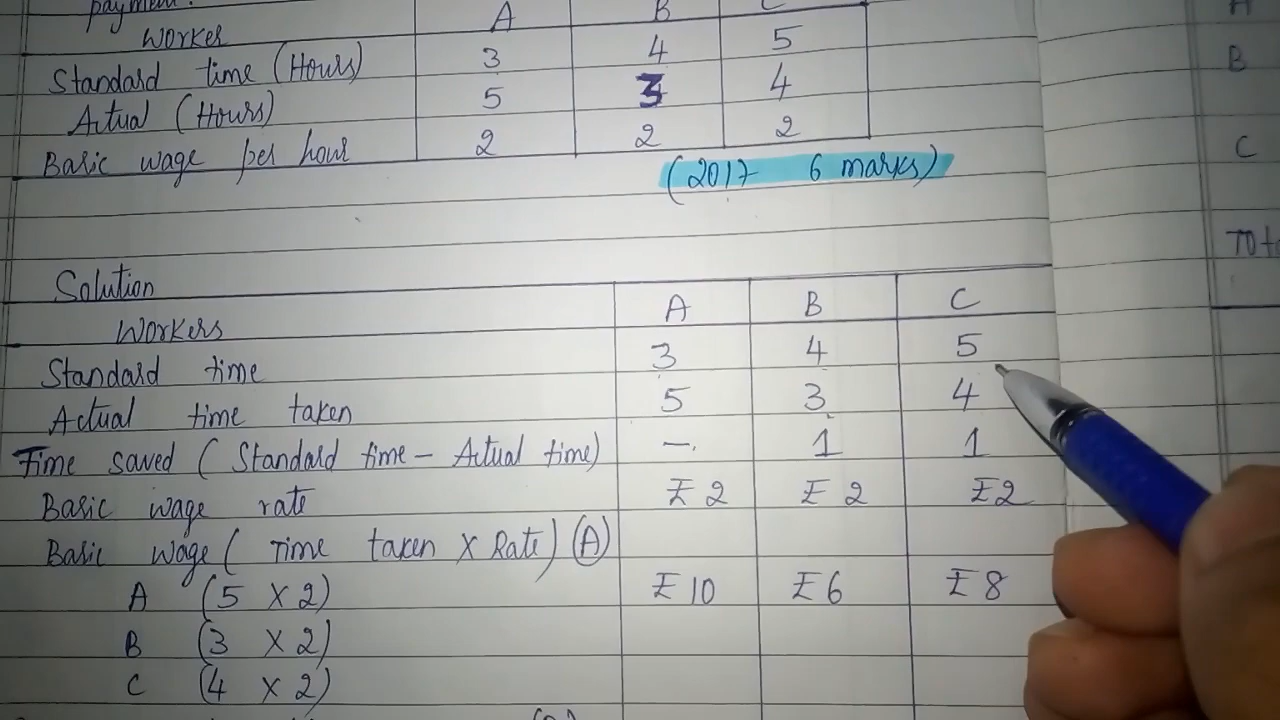 payment.
Worker A B C
Standard time (Hours) 3 4 5
Actual (Hours) 5 3 4
Basic wage per hour 2 2 2
(2017 6 marks)
Solution
Workers A B C
Standard time 3 4 5
Actual time taken 5 3 4
Time saved ( Standard time - Actual time) - 1 1
Basic wage rate ₹ 2 ₹ 2 ₹2
Basic wage ( Time taken X Rate) (A)
A (5 X 2) ₹ 10 ₹ 6 ₹ 8
B (3 X 2)
C (4 X 2)
A
B
C